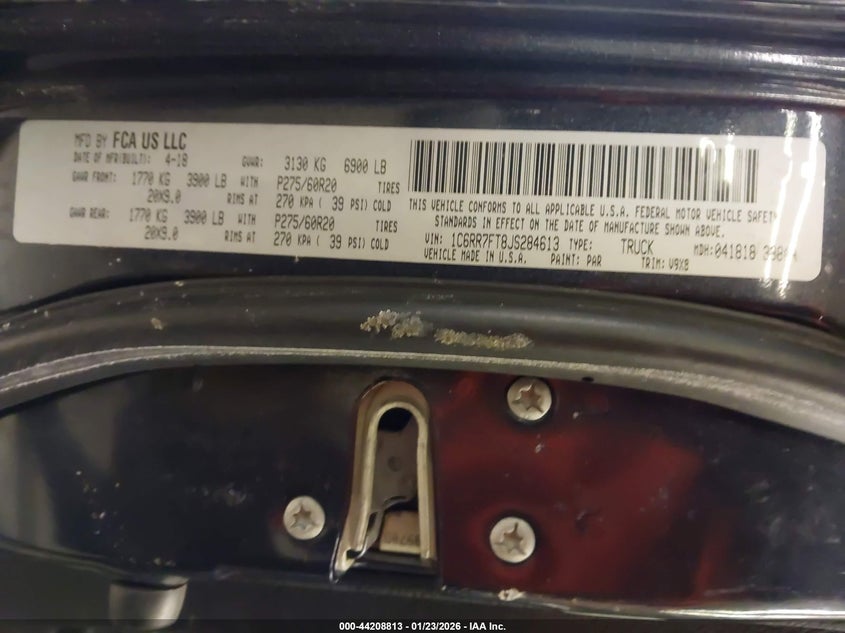 MFD BY FCA US LLC
DATE OF MFR(BUILT): 4-18 GVWR: 3130 KG 6900 LB
GAWR FRONT: 1770 KG 3900 LB WITH P275/60R20 TIRES
20X9.0 RIMS AT 270 KPA ( 39 PSI) COLD
GAWR REAR: 1770 KG 3900 LB WITH P275/60R20 TIRES
20X9.0 RIMS AT 270 KPA ( 39 PSI) COLD
THIS VEHICLE CONFORMS TO ALL APPLICABLE U.S.A. FEDERAL MOTOR VEHICLE SAFETY
STANDARDS IN EFFECT ON THE DATE OF MANUFACTURE SHOWN ABOVE.
VIN: 1C6RR7FT8JS284613 TYPE: TRUCK MDH: 041818
VEHICLE MADE IN U.S.A. PAINT: PAR TRIM: V9X8
000-44208813 - 01/23/2026 - IAA Inc.